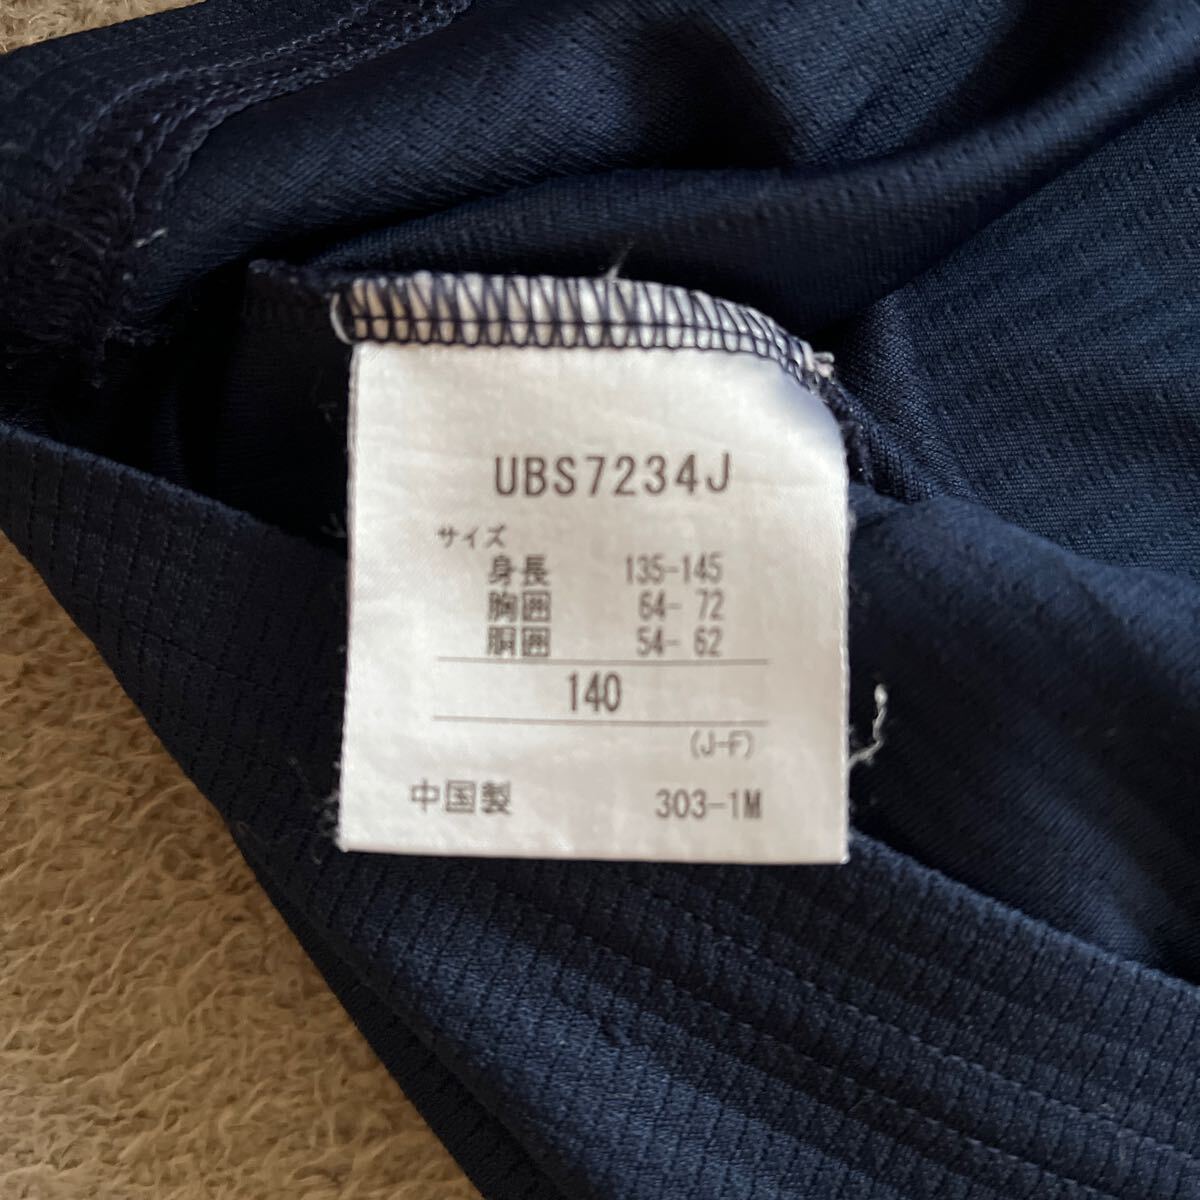 UBS7234J
サイズ
身長 135-145
胸囲 64- 72
胴囲 54- 62
140
(J-F)
中国製 303-1M